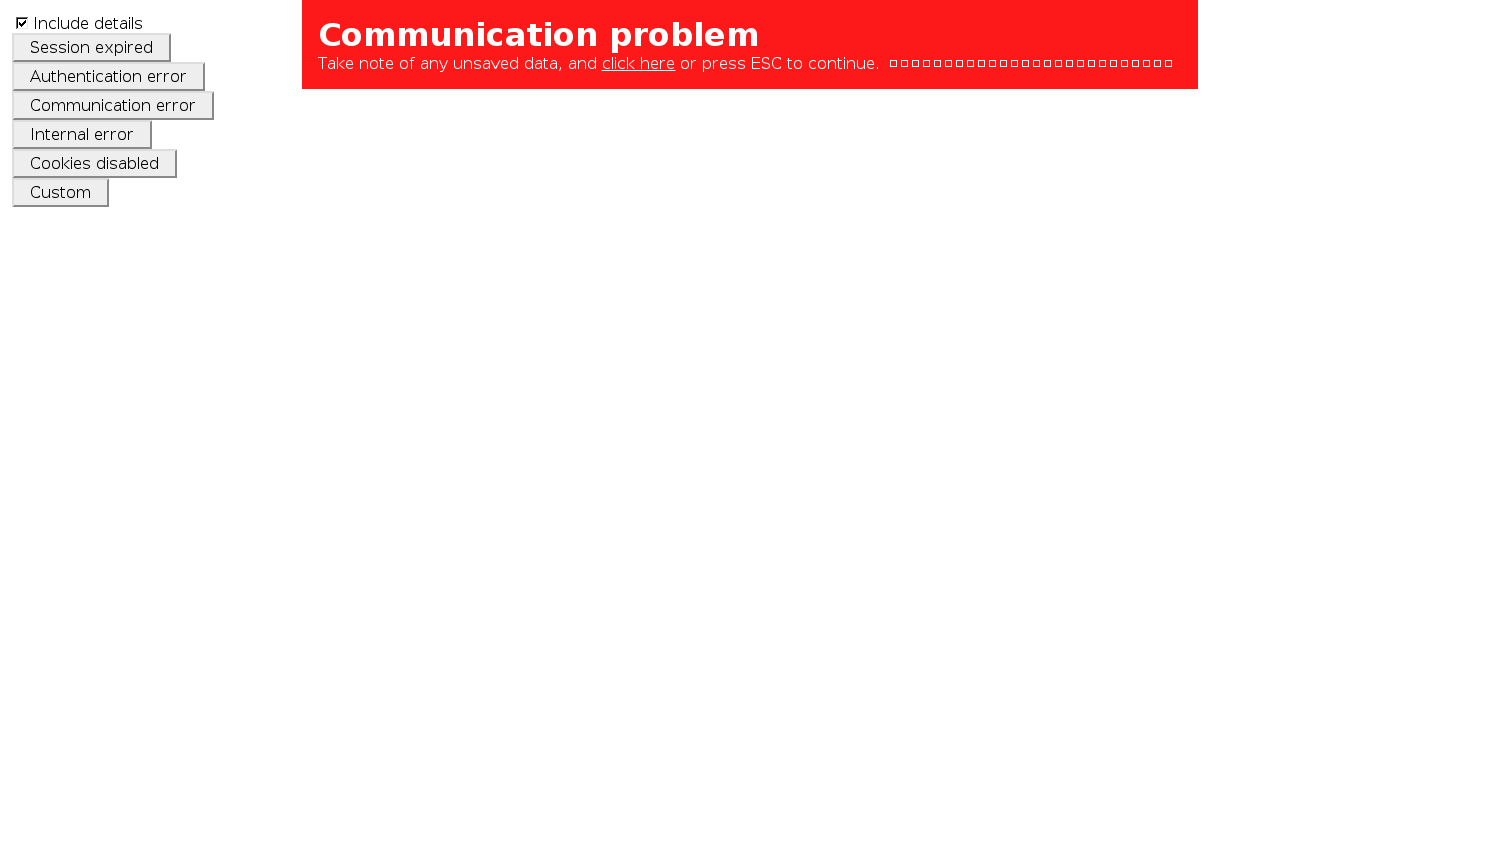 Include details
Session expired
Authentication error
Communication error
Internal error
Cookies disabled
Custom
Communication problem
Take note of any unsaved data, and click here or press ESC to continue.